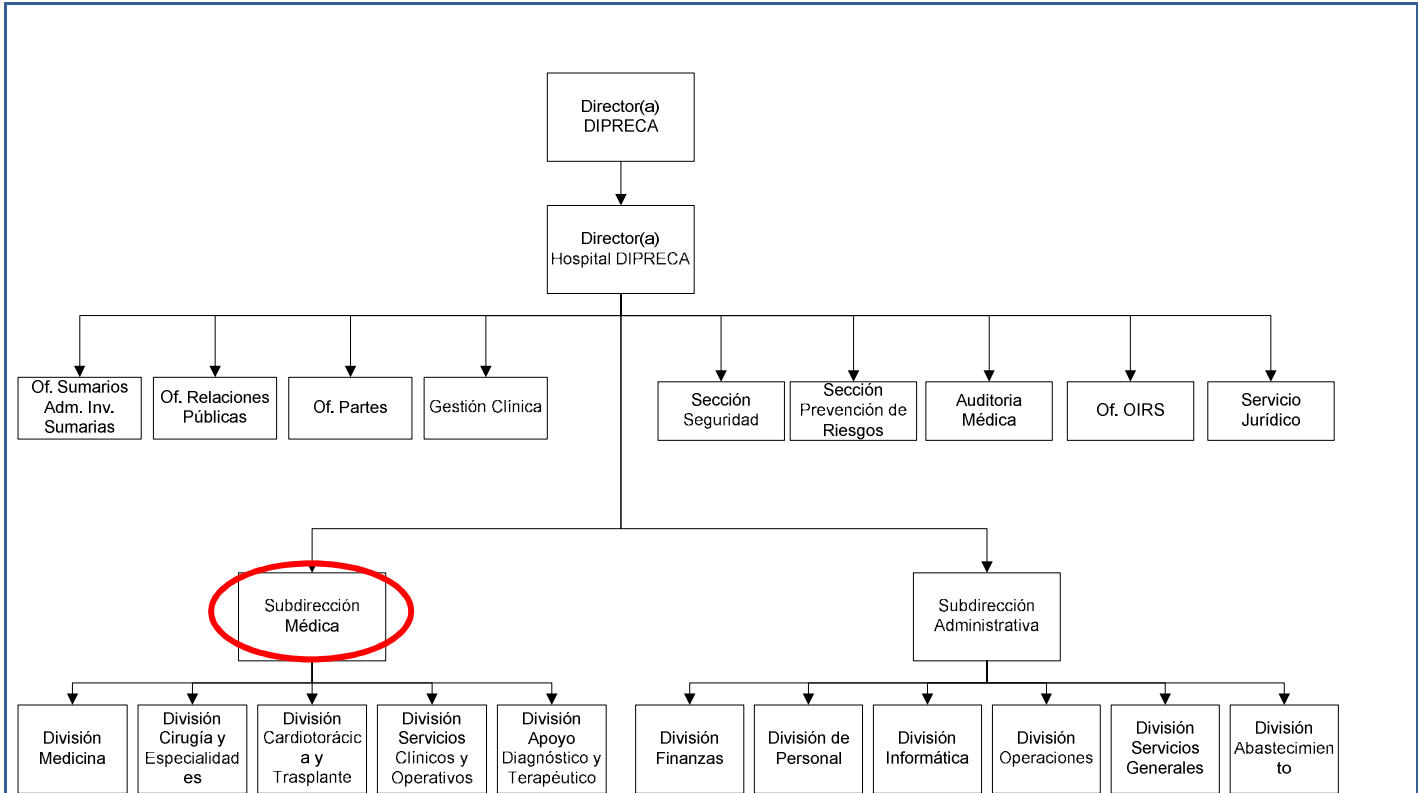 Director(a)
DIPRECA
Director(a)
Hospital DIPRECA
Of. Sumarios
Adm. Inv.
Sumarias
Of. Relaciones
Públicas
Of. Partes
Gestión Clínica
Sección
Seguridad
Sección
Prevención de
Riesgos
Auditoria
Médica
Of. OIRS
Servicio
Jurídico
Subdirección
Médica
Subdirección
Administrativa
División
Medicina
División
Cirugía y
Especialidad
es
División
Cardiotorácic
a y
Trasplante
División
Servicios
Clínicos y
Operativos
División
Apoyo
Diagnóstico y
Terapéutico
División
Finanzas
División de
Personal
División
Informática
División
Operaciones
División
Servicios
Generales
División
Abastecimien
to